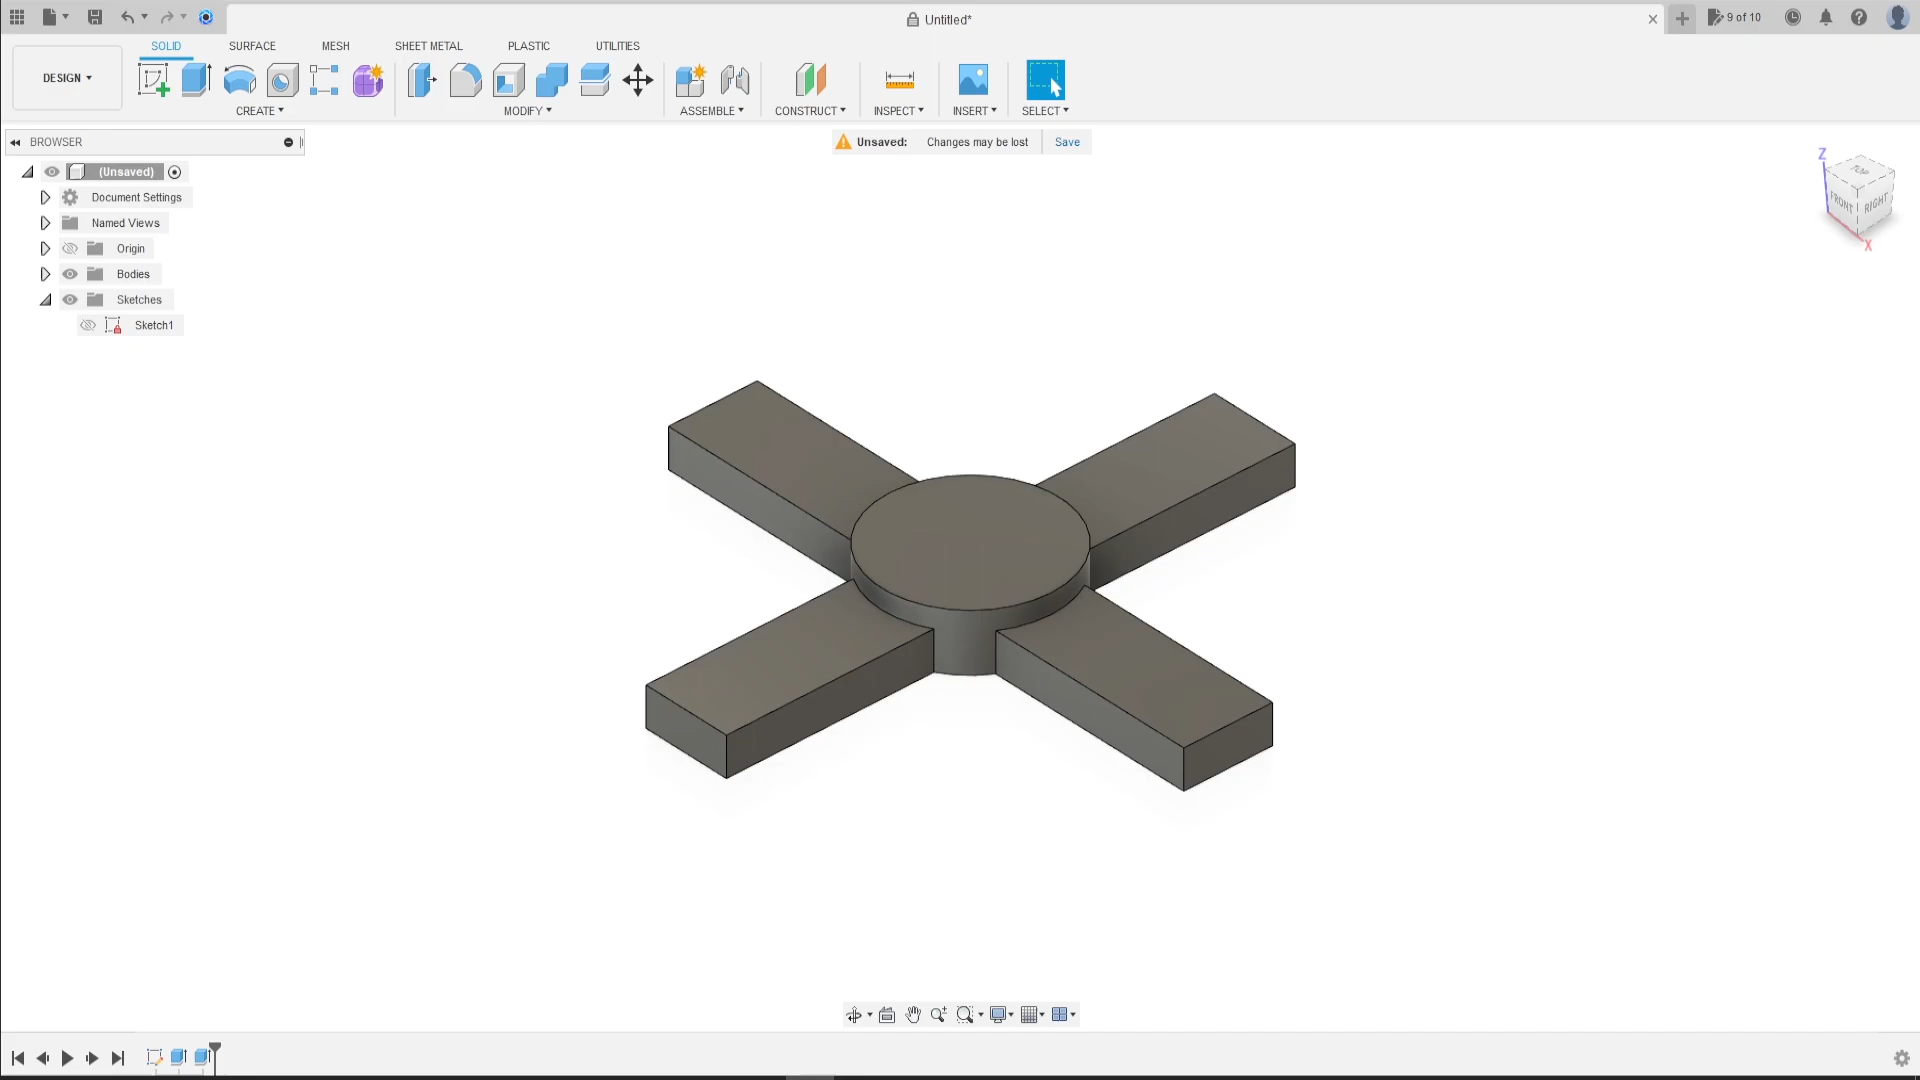 Untitled*
9 of 10
SOLID SURFACE MESH SHEET METAL PLASTIC UTILITIES
DESIGN
CREATE MODIFY ASSEMBLE CONSTRUCT INSPECT INSERT SELECT
BROWSER
Unsaved: Changes may be lost Save
(Unsaved)
Document Settings
Named Views
Origin
Bodies
Sketches
Sketch1
Z
TOP
FRONT
RIGHT
X